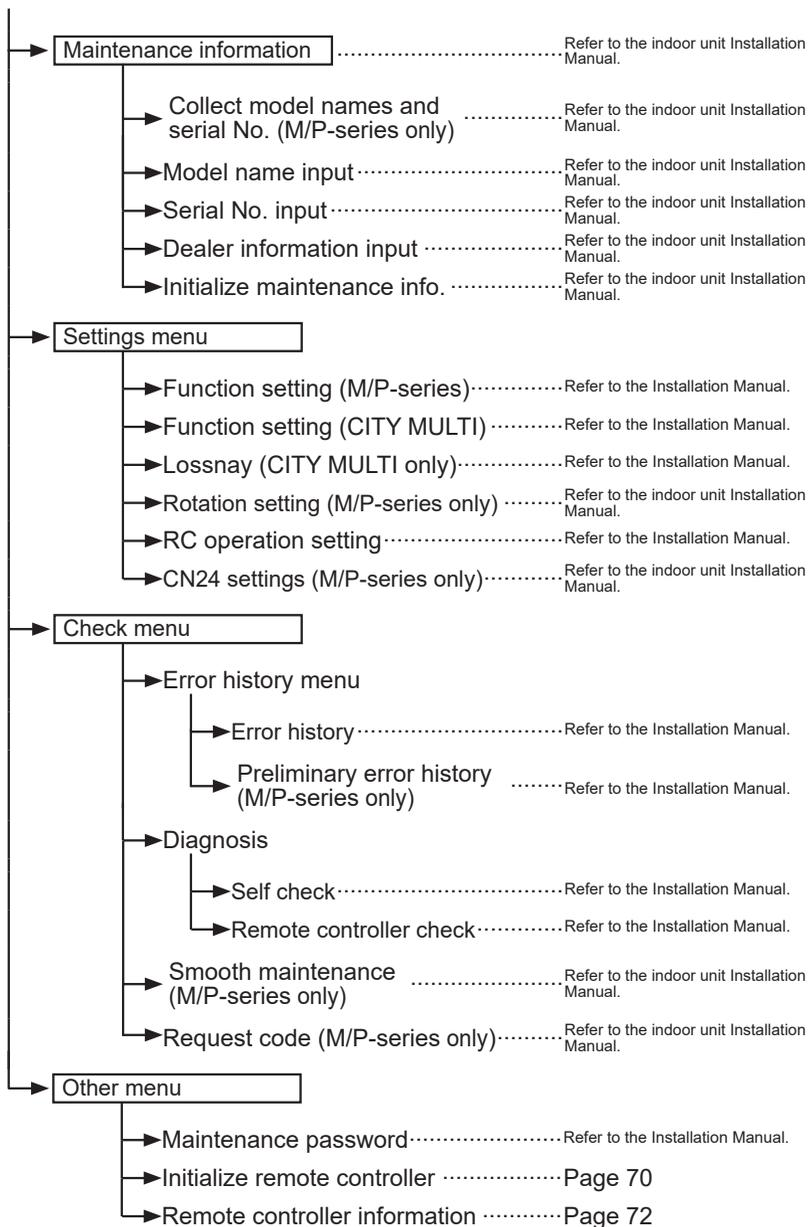 Maintenance information ........................... Refer to the indoor unit Installation
Manual.
Collect model names and
serial No. (M/P-series only) ............ Refer to the indoor unit Installation
Manual.
Model name input ......................... Refer to the indoor unit Installation
Manual.
Serial No. input ......................... Refer to the indoor unit Installation
Manual.
Dealer information input ................. Refer to the indoor unit Installation
Manual.
Initialize maintenance info. ............. Refer to the indoor unit Installation
Manual.
Settings menu
Function setting (M/P-series) ............ Refer to the Installation Manual.
Function setting (CITY MULTI) ............ Refer to the Installation Manual.
Lossnay (CITY MULTI only) ................ Refer to the Installation Manual.
Rotation setting (M/P-series only) ....... Refer to the indoor unit Installation
Manual.
RC operation setting ..................... Refer to the Installation Manual.
CN24 settings (M/P-series only) .......... Refer to the indoor unit Installation
Manual.
Check menu
Error history menu
Error history ............................ Refer to the Installation Manual.
Preliminary error history
(M/P-series only) ........ Refer to the Installation Manual.
Diagnosis
Self check ............................... Refer to the Installation Manual.
Remote controller check .................. Refer to the Installation Manual.
Smooth maintenance
(M/P-series only) .................. Refer to the indoor unit Installation
Manual.
Request code (M/P-series only) ........... Refer to the indoor unit Installation
Manual.
Other menu
Maintenance password ..................... Refer to the Installation Manual.
Initialize remote controller ............. Page 70
Remote controller information ............ Page 72